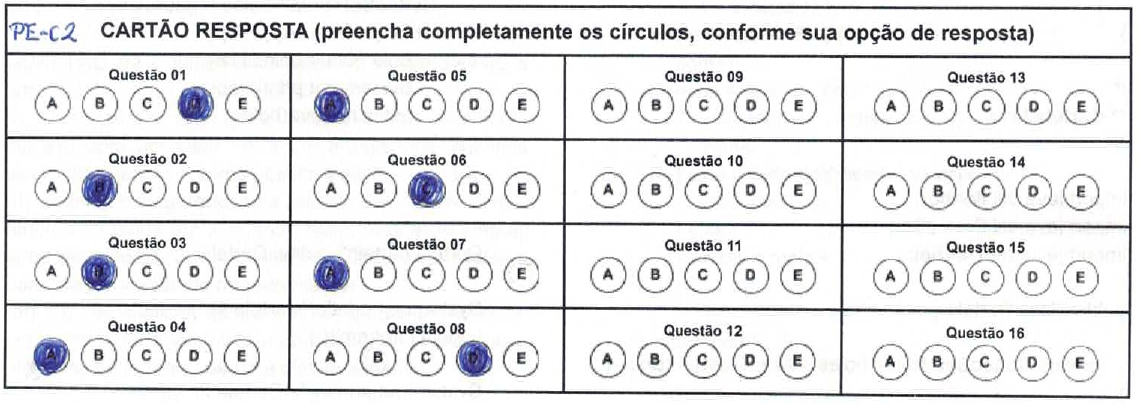 PE-C2 CARTÃO RESPOSTA (preencha completamente os círculos, conforme sua opção de resposta)
Questão 01 Questão 05 Questão 09 Questão 13
A B C D E A B C D E A B C D E A B C D E
Questão 02 Questão 06 Questão 10 Questão 14
A B C D E A B C D E A B C D E A B C D E
Questão 03 Questão 07 Questão 11 Questão 15
A B C D E A B C D E A B C D E A B C D E
Questão 04 Questão 08 Questão 12 Questão 16
A B C D E A B C D E A B C D E A B C D E